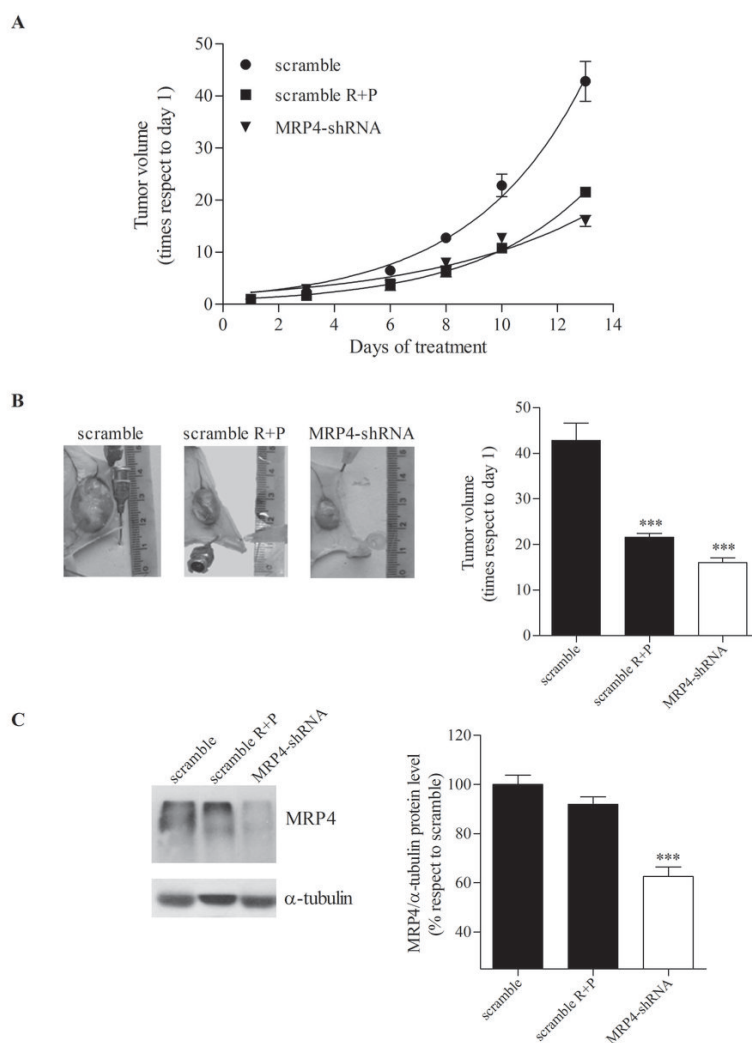 A
50
40
30
20
10
0
Tumor volume
(times respect to day 1)
scramble
scramble R+P
MRP4-shRNA
0 2 4 6 8 10 12 14
Days of treatment
B
scramble scramble R+P MRP4-shRNA
50
40
30
20
10
0
Tumor volume
(times respect to day 1)
***
***
scramble
scramble R+P
MRP4-shRNA
C
scramble
scramble R+P
MRP4-shRNA
MRP4
α-tubulin
120
100
80
60
40
MRP4/α-tubulin protein level
(% respect to scramble)
***
scramble
scramble R+P
MRP4-shRNA